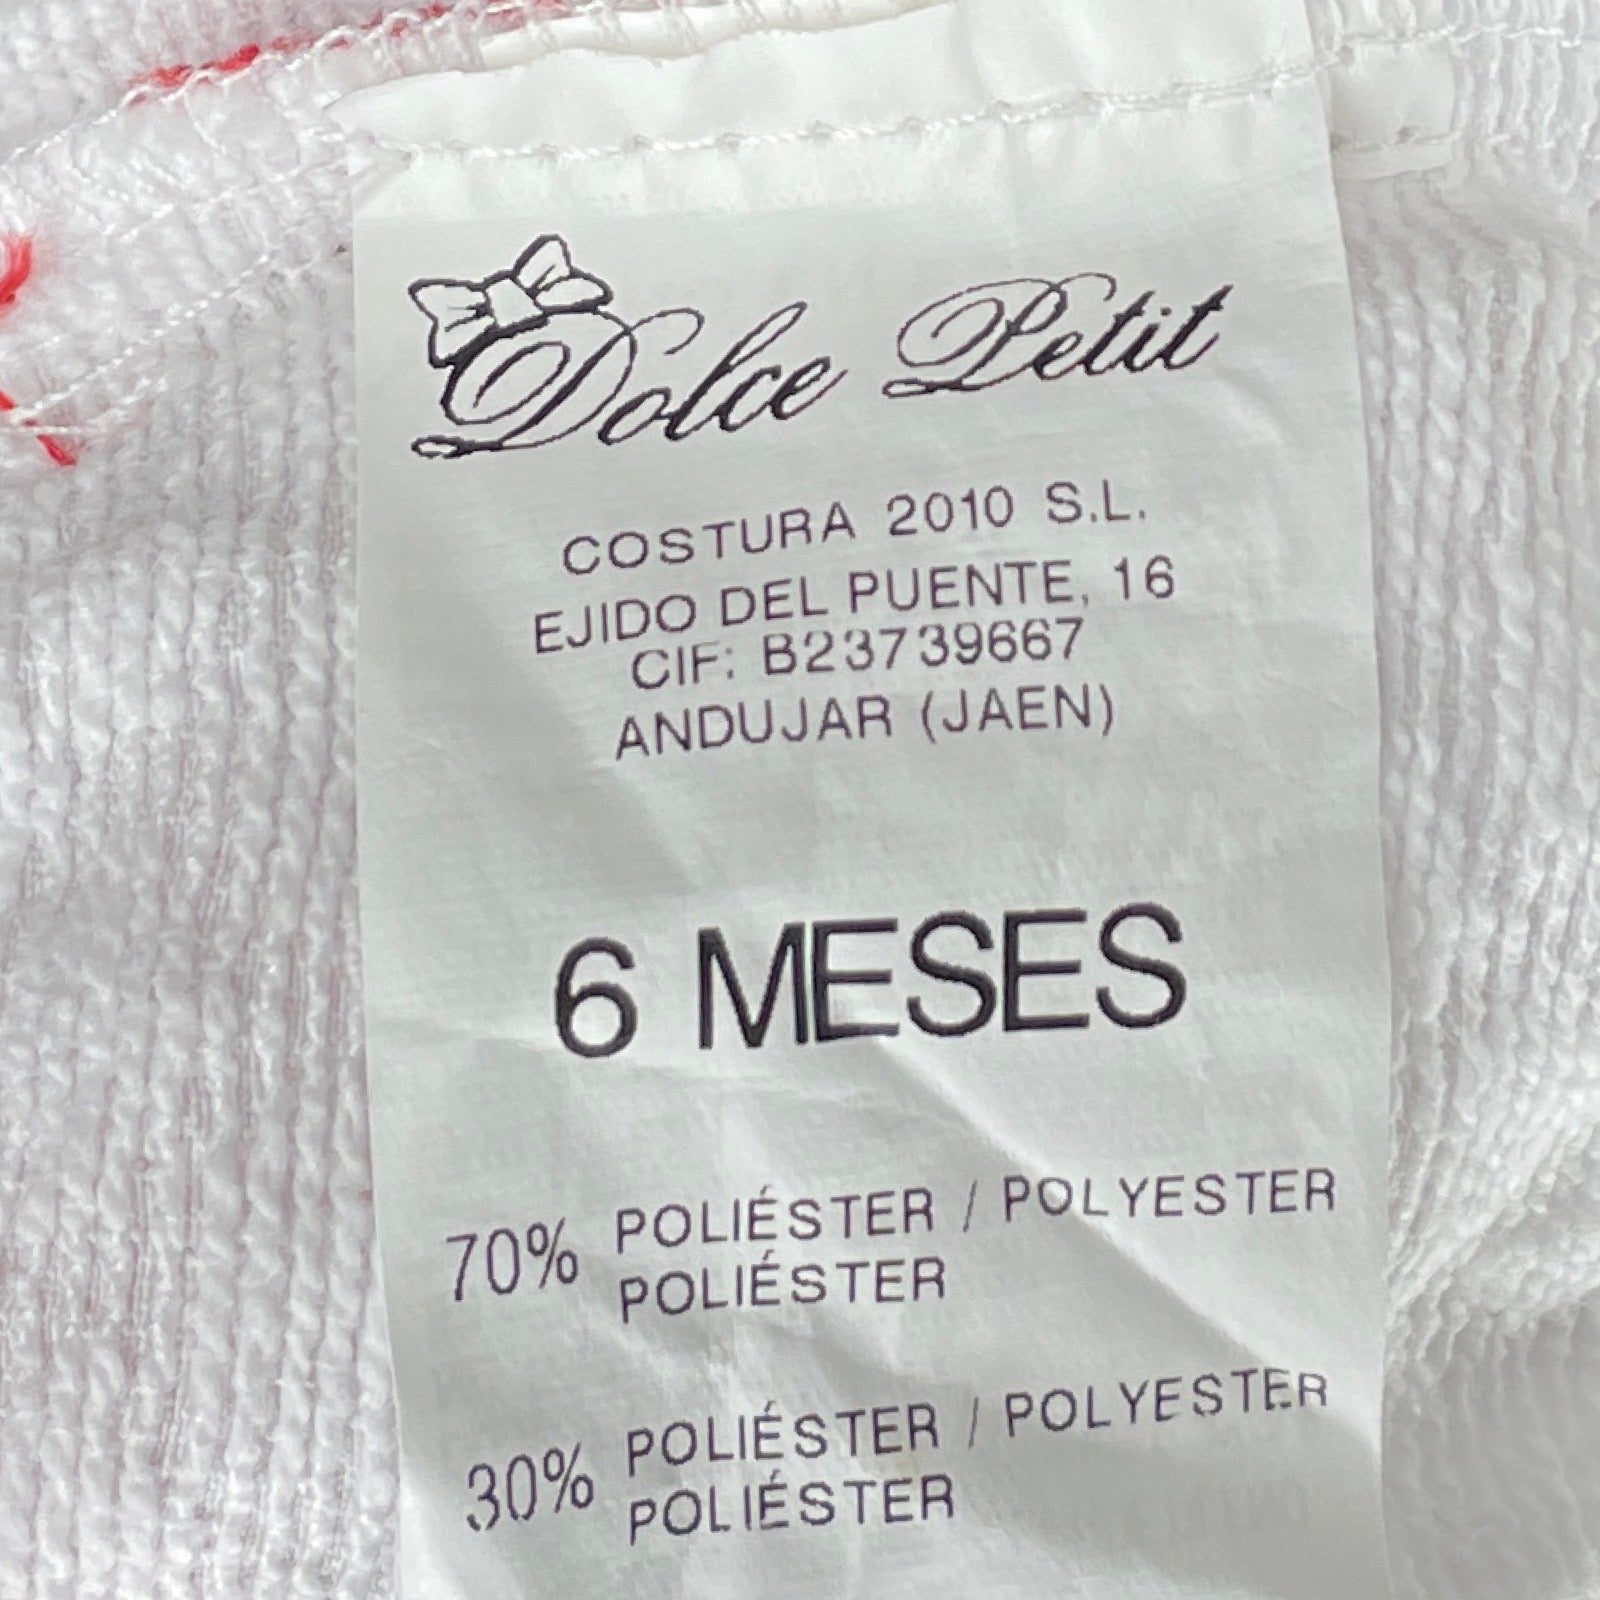 Dolce Petit
COSTURA 2010 S.L.
EJIDO DEL PUENTE, 16
CIF: B23739667
ANDUJAR (JAEN)
6 MESES
70% POLIÉSTER / POLYESTER
POLIÉSTER
30% POLIÉSTER / POLYESTER
POLIÉSTER